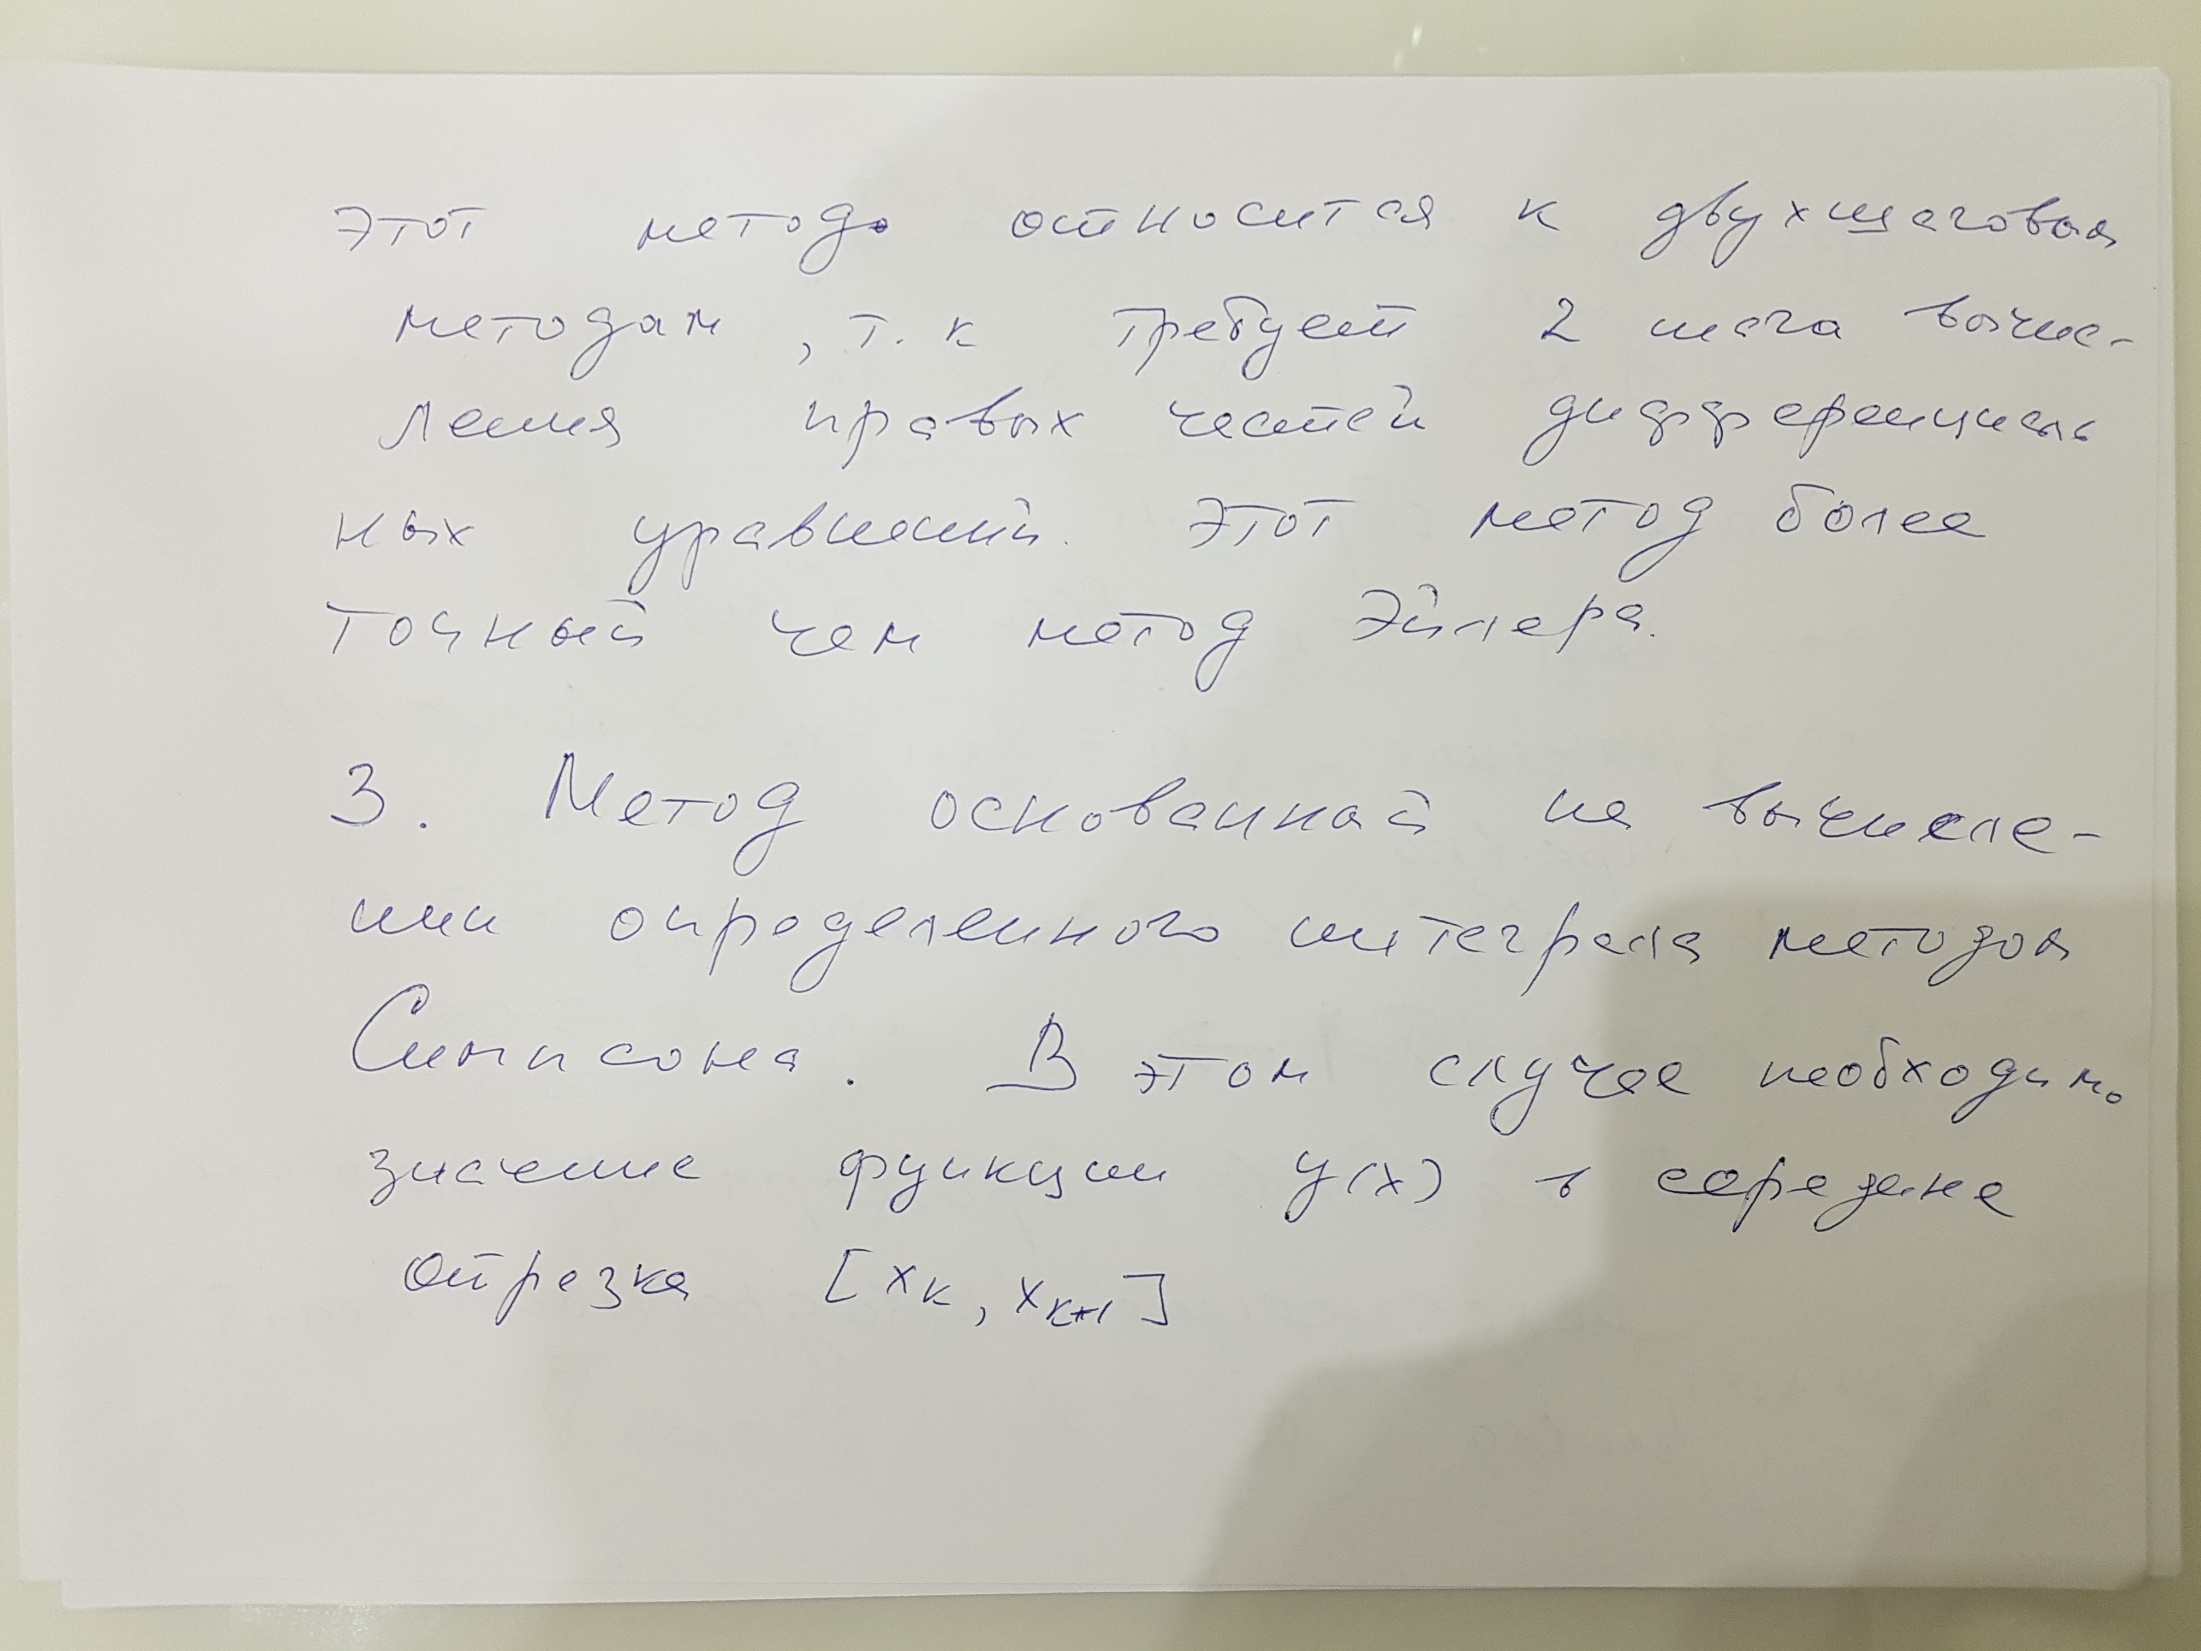 Этот метод относится к двухшаговым
методам, т.к требует 2 шага вычис-
ления правых частей дифференциаль
ных уравнений. Этот метод более
точный чем метод Эйлера.
3. Метод основанный на вычисле-
нии определенного интеграла методом
Симпсона. В этом случае необходимо
значение функции y(x) в середине
отрезка [xₖ, xₖ₊₁]